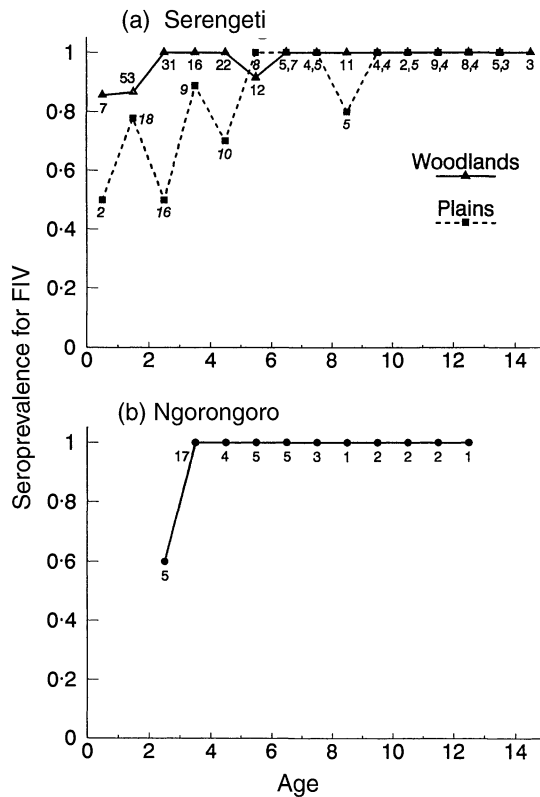 (a) Serengeti
1
8 5,7 4,5 11 4,4 2,5 9,4 8,4 5,3 3
31 16 22
53
7
12
0·8
9
18
10
5
0·6
Woodlands
2
16
Plains
0·4
0·2
0
0 2 4 6 8 10 12 14
Seroprevalence for FIV
(b) Ngorongoro
1
17 4 5 5 3 1 2 2 2 1
0·8
0·6
5
0·4
0·2
0
0 2 4 6 8 10 12 14
Age